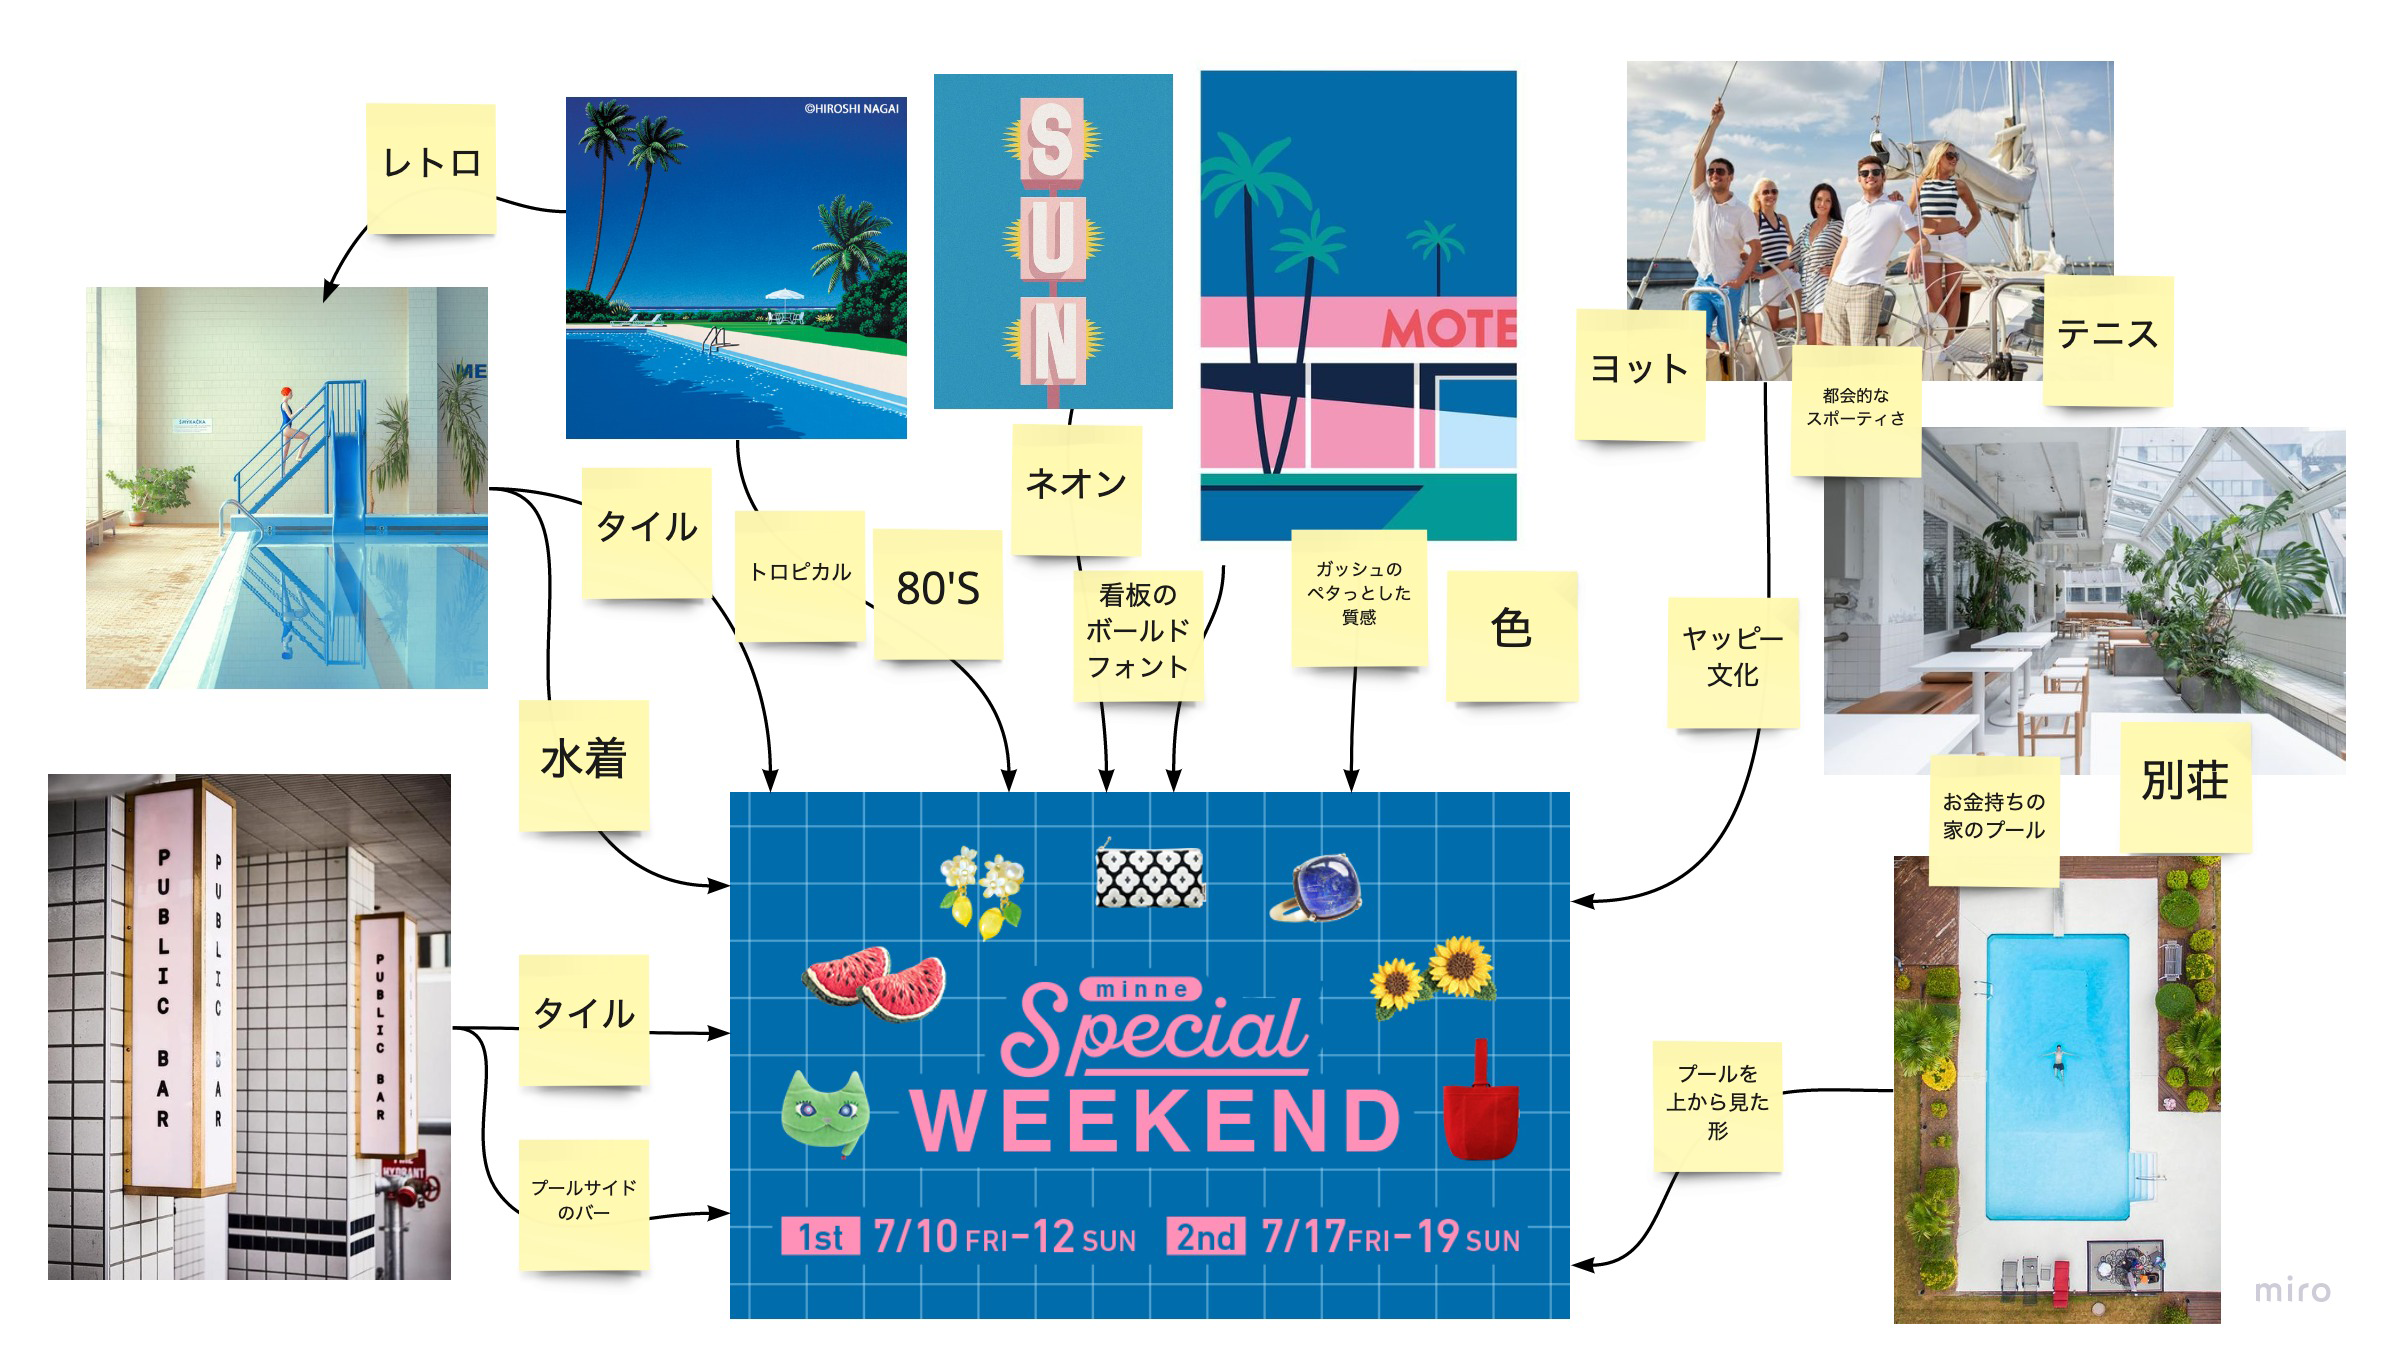 レトロ
©HIROSHI NAGAI
S
U
N
MOTE
ヨット
テニス
都会的な
スポーティさ
ME
タイル
トロピカル
80'S
ネオン
看板の
ボールド
フォント
ガッシュの
ペタっとした
質感
色
ヤッピー
文化
水着
お金持ちの
家のプール
別荘
PUBLIC BAR
PUBLIC BAR
PUBLIC BAR
HYDRANT
タイル
プールサイド
のバー
minne
Special
WEEKEND
1st 7/10 FRI-12 SUN 2nd 7/17FRI-19 SUN
プールを
上から見た
形
miro